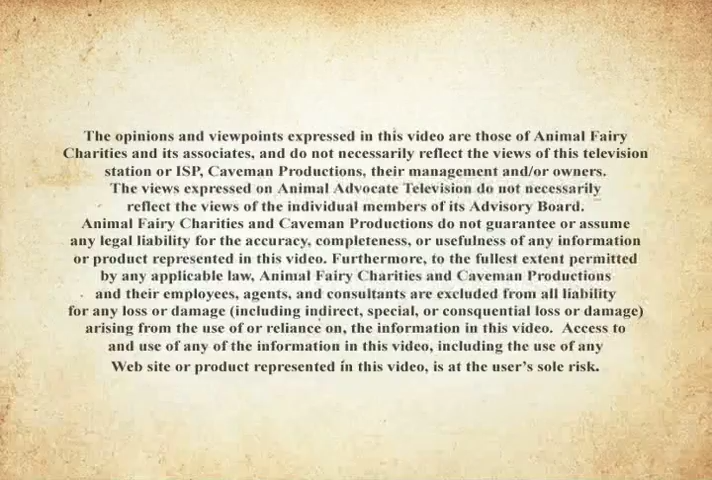 The opinions and viewpoints expressed in this video are those of Animal Fairy
Charities and its associates, and do not necessarily reflect the views of this television
station or ISP, Caveman Productions, their management and/or owners.
The views expressed on Animal Advocate Television do not necessarily
reflect the views of the individual members of its Advisory Board.
Animal Fairy Charities and Caveman Productions do not guarantee or assume
any legal liability for the accuracy, completeness, or usefulness of any information
or product represented in this video. Furthermore, to the fullest extent permitted
by any applicable law, Animal Fairy Charities and Caveman Productions
and their employees, agents, and consultants are excluded from all liability
for any loss or damage (including indirect, special, or consquential loss or damage)
arising from the use of or reliance on, the information in this video. Access to
and use of any of the information in this video, including the use of any
Web site or product represented in this video, is at the user's sole risk.